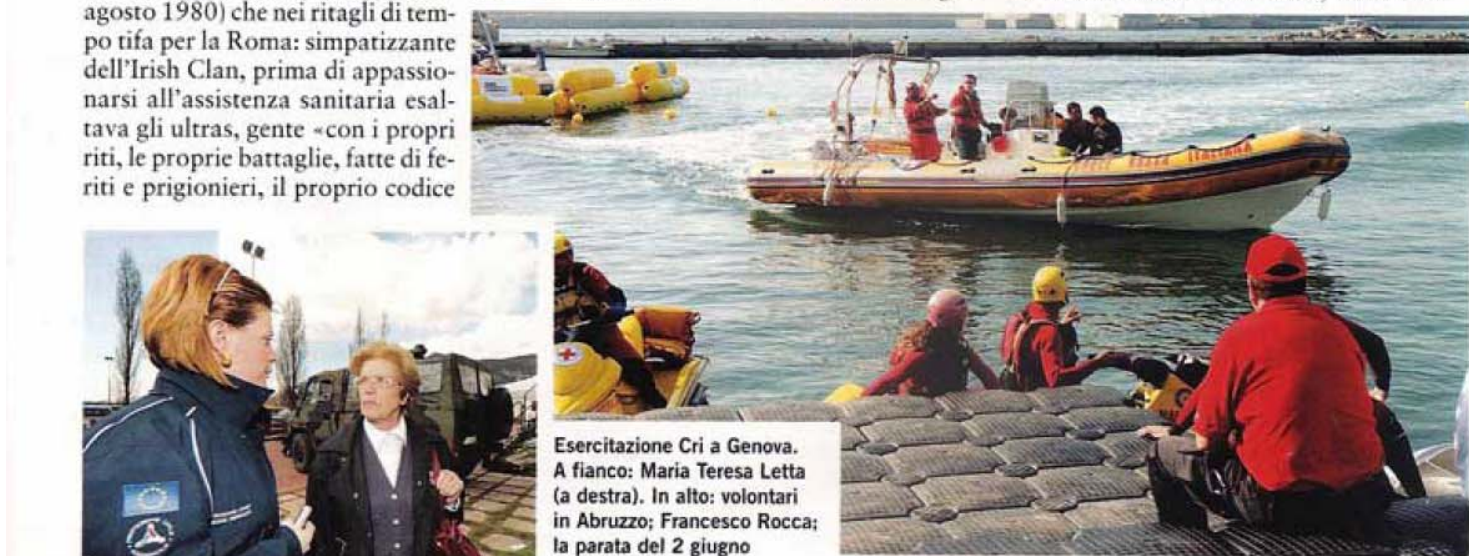 agosto 1980) che nei ritagli di tem-
po tifa per la Roma: simpatizzante
dell'Irish Clan, prima di appassio-
narsi all'assistenza sanitaria esal-
tava gli ultras, gente «con i propri
riti, le proprie battaglie, fatte di fe-
riti e prigionieri, il proprio codice
ITALIANA
Esercitazione Cri a Genova.
A fianco: Maria Teresa Letta
(a destra). In alto: volontari
in Abruzzo; Francesco Rocca;
la parata del 2 giugno